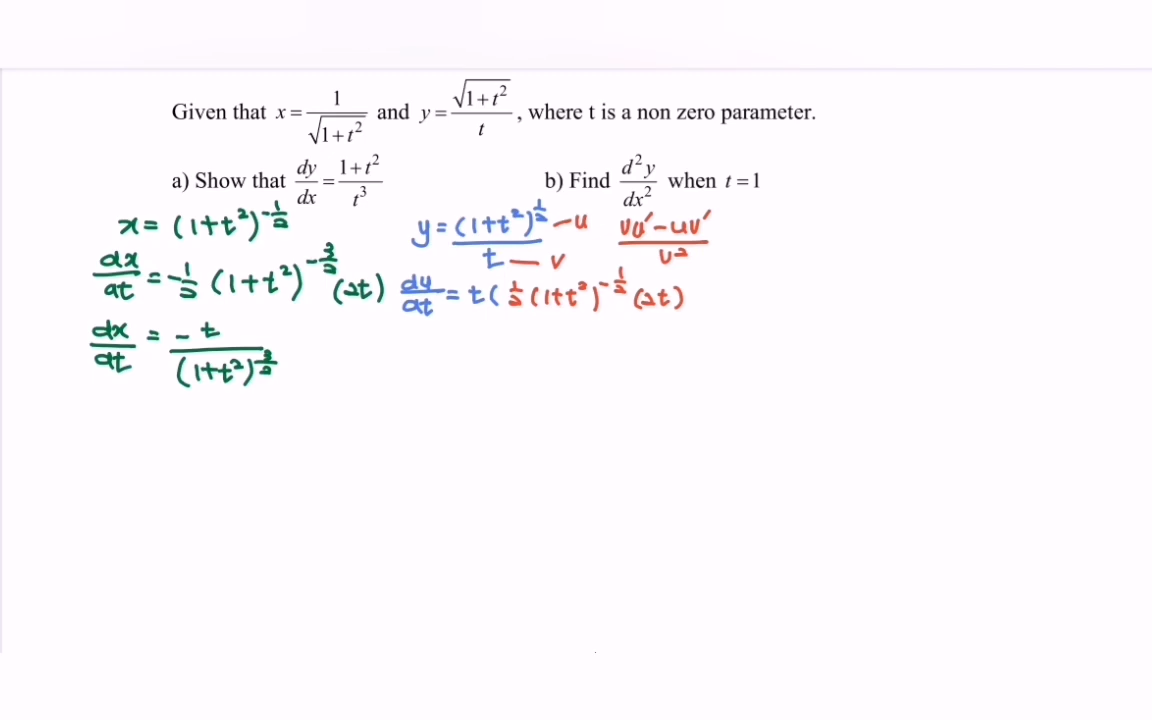 Given that x = 1/√(1+t²) and y = √(1+t²)/t, where t is a non zero parameter.
a) Show that dy/dx = (1+t²)/t³ b) Find d²y/dx² when t = 1
x = (1+t²)^(-1/2) y = (1+t²)^(1/2) – u / t — v (vu' - uv')/v²
dx/dt = -1/2 (1+t²)^(-3/2) (2t) dy/dt = t(1/2 (1+t²)^(-1/2) (2t)
dx/dt = -t/(1+t²)^(3/2)